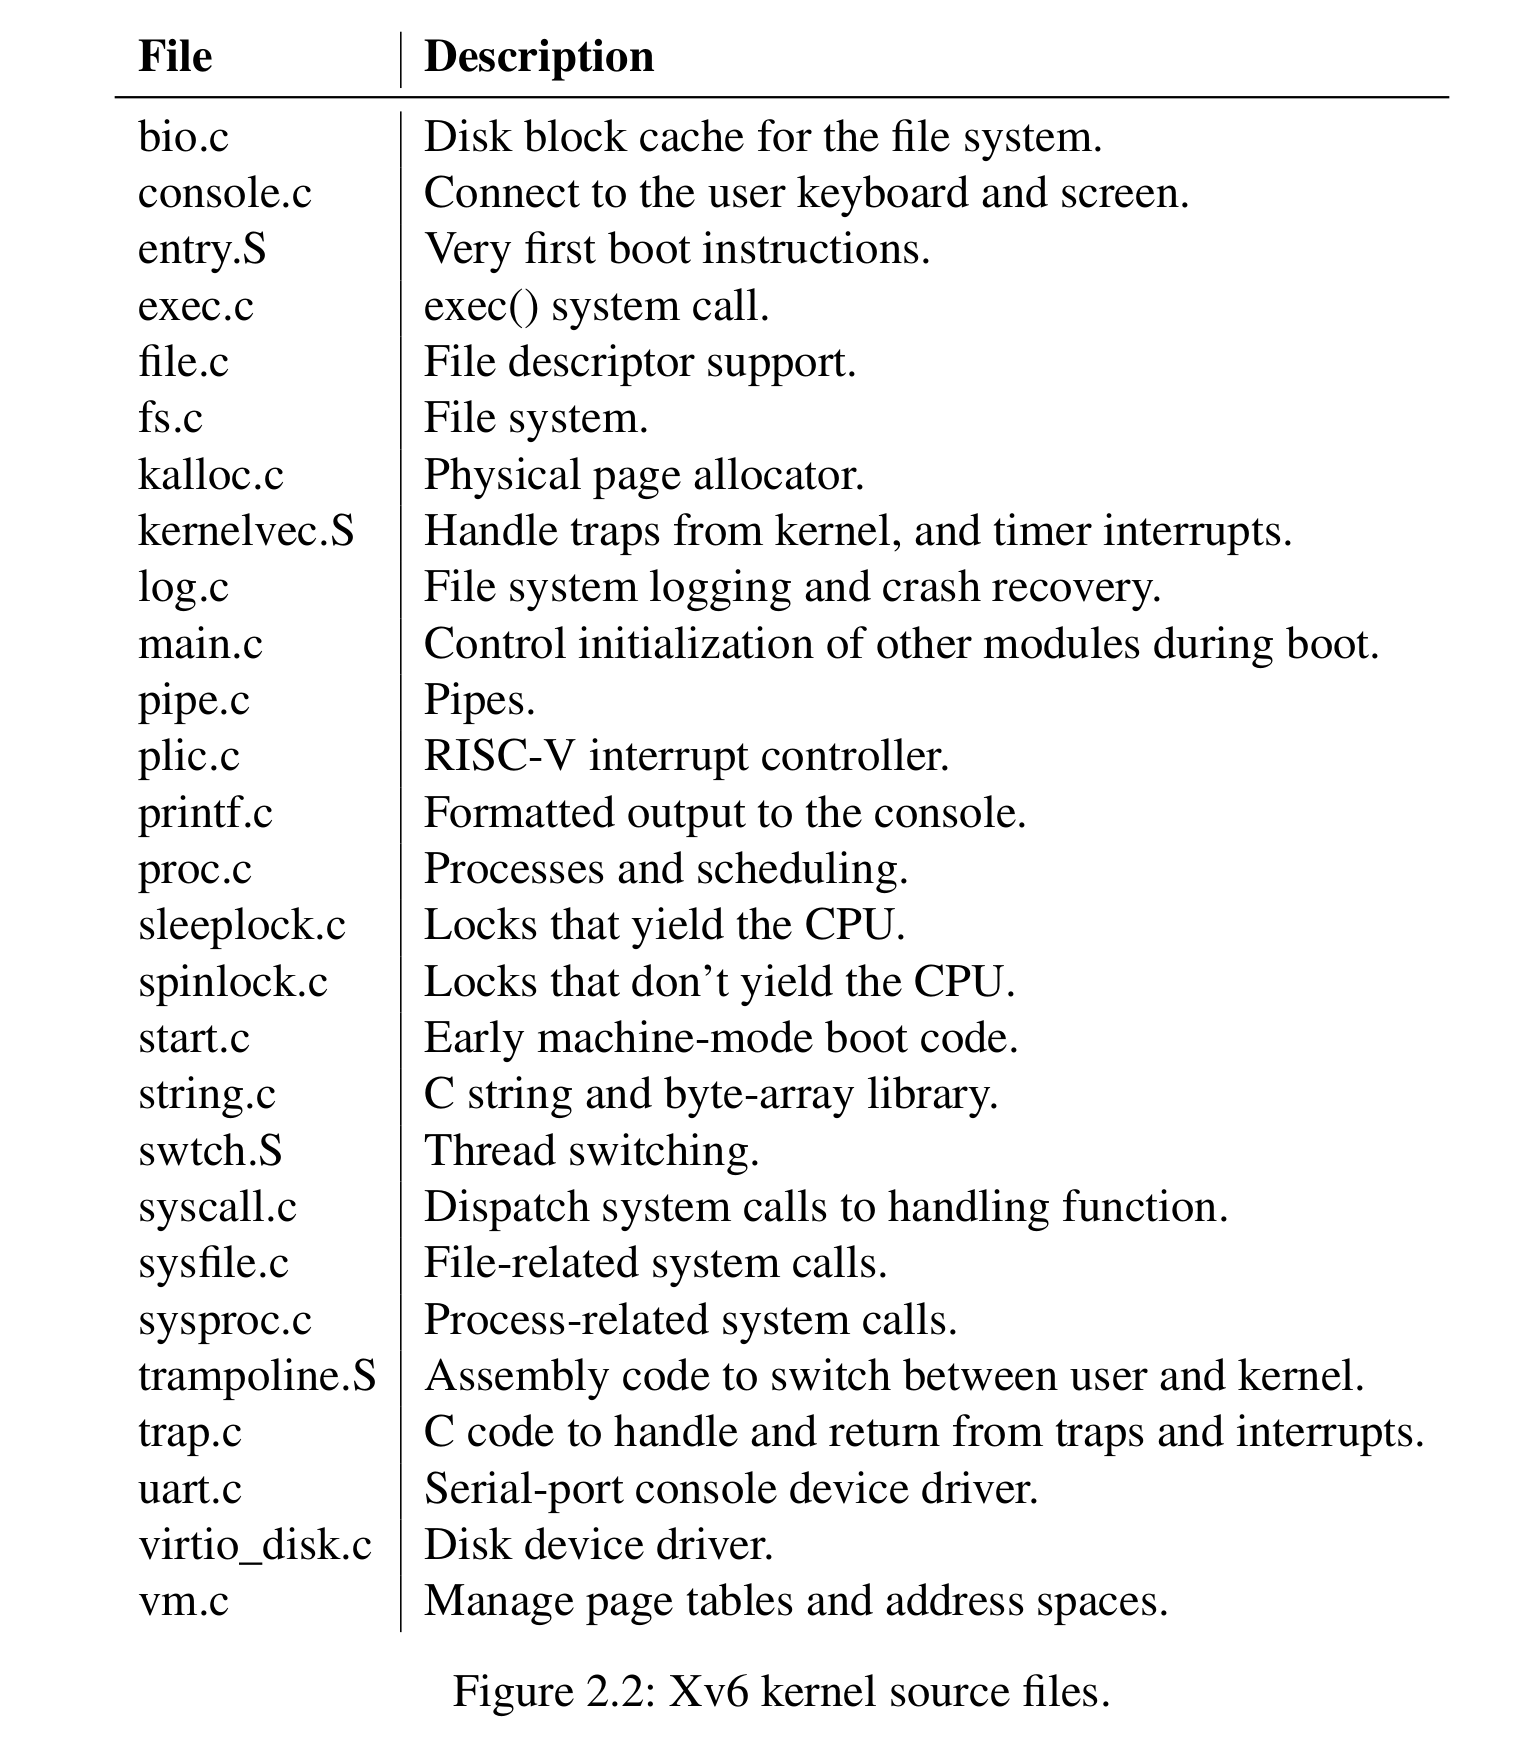 File Description
bio.c Disk block cache for the file system.
console.c Connect to the user keyboard and screen.
entry.S Very first boot instructions.
exec.c exec() system call.
file.c File descriptor support.
fs.c File system.
kalloc.c Physical page allocator.
kernelvec.S Handle traps from kernel, and timer interrupts.
log.c File system logging and crash recovery.
main.c Control initialization of other modules during boot.
pipe.c Pipes.
plic.c RISC-V interrupt controller.
printf.c Formatted output to the console.
proc.c Processes and scheduling.
sleeplock.c Locks that yield the CPU.
spinlock.c Locks that don’t yield the CPU.
start.c Early machine-mode boot code.
string.c C string and byte-array library.
swtch.S Thread switching.
syscall.c Dispatch system calls to handling function.
sysfile.c File-related system calls.
sysproc.c Process-related system calls.
trampoline.S Assembly code to switch between user and kernel.
trap.c C code to handle and return from traps and interrupts.
uart.c Serial-port console device driver.
virtio_disk.c Disk device driver.
vm.c Manage page tables and address spaces.
Figure 2.2: Xv6 kernel source files.